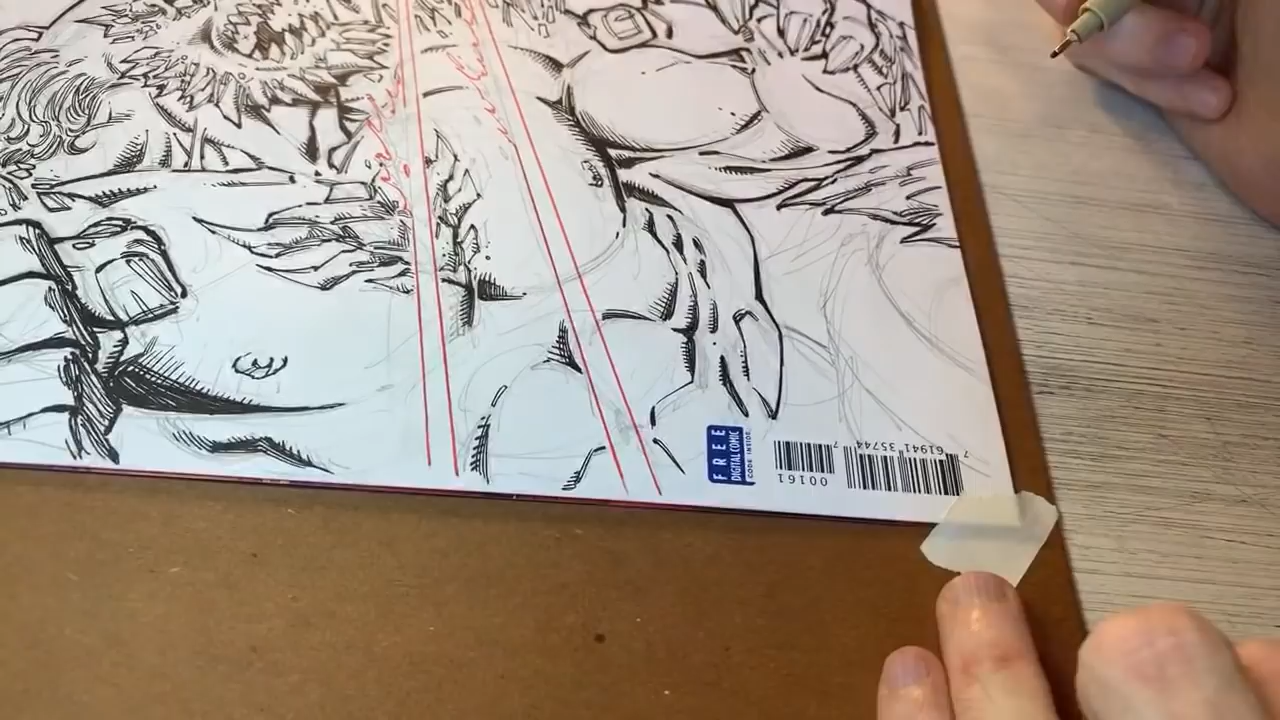 FREE
DIGITAL COMIC
CODE INSIDE.
00161
7
7 61941 35744